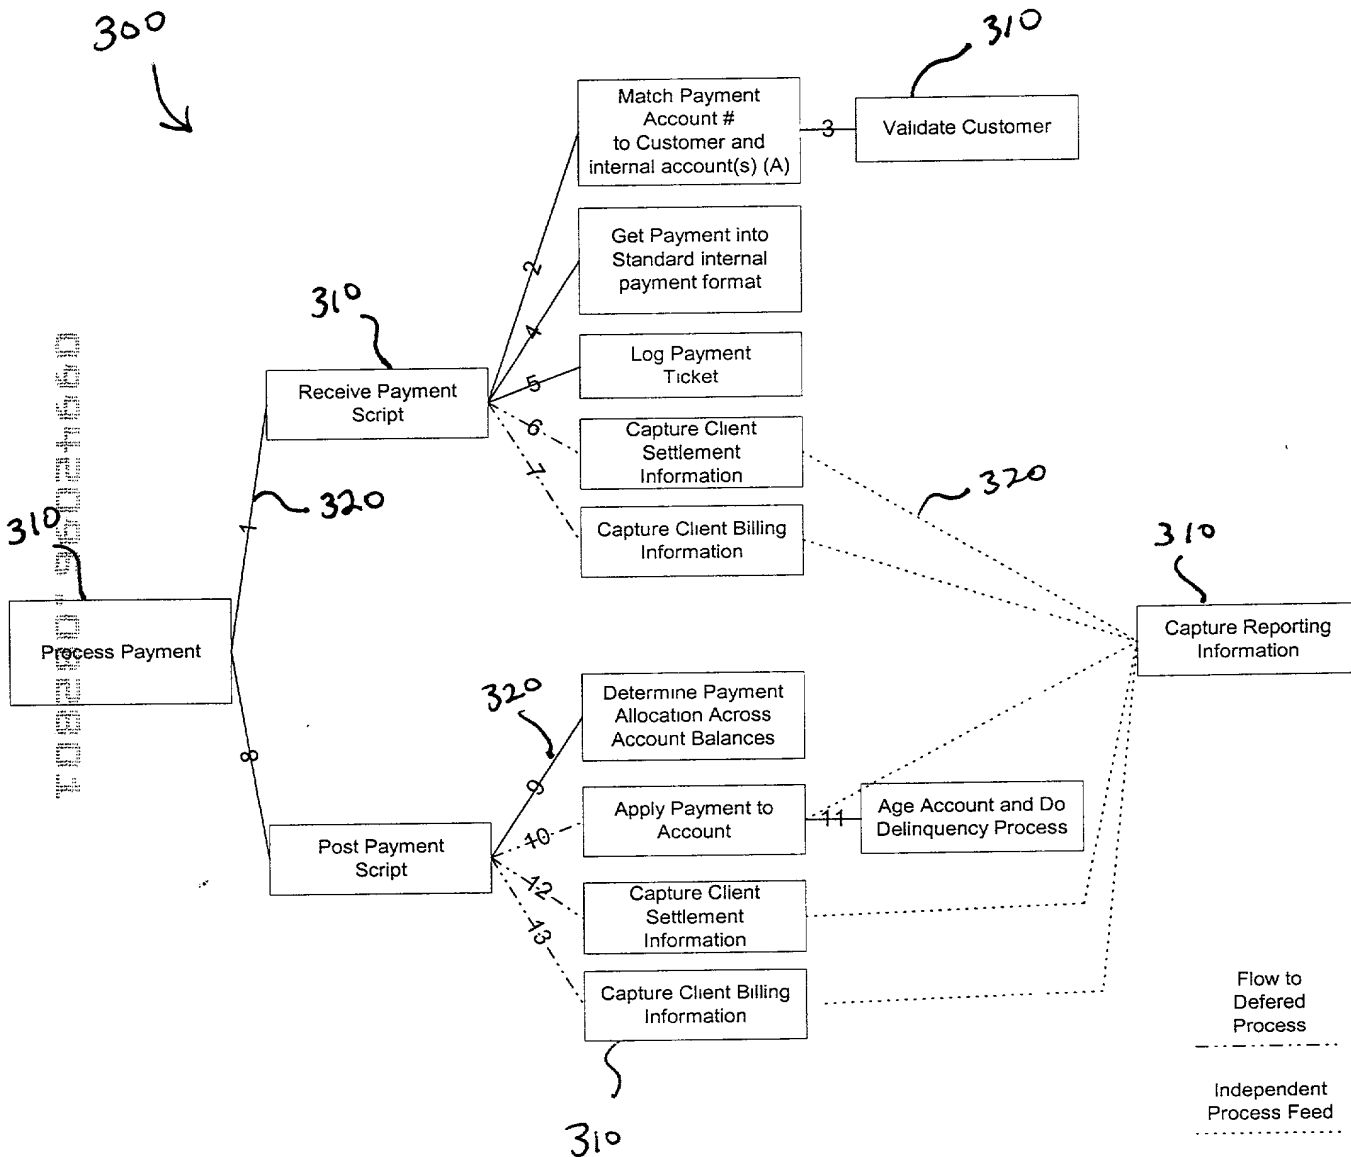 300
310
Match Payment
Account #
to Customer and
internal account(s) (A)
3
Validate Customer
2
Get Payment into
Standard internal
payment format
310
4
Log Payment
Ticket
5
Receive Payment
Script
6
Capture Client
Settlement
Information
7
320
320
1
310
Capture Client Billing
Information
310
Process Payment
Capture Reporting
Information
320
Determine Payment
Allocation Across
Account Balances
8
9
Apply Payment to
Account
10
11
Age Account and Do
Delinquency Process
Post Payment
Script
12
Capture Client
Settlement
Information
13
Capture Client Billing
Information
310
Flow to
Defered
Process
Independent
Process Feed